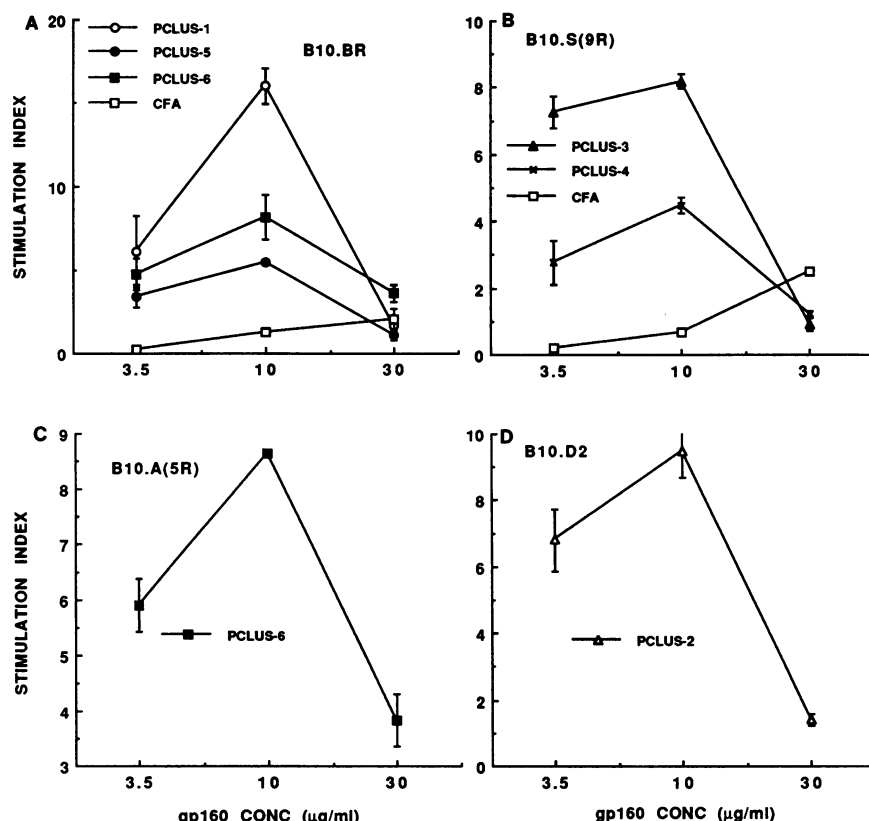 A
20
PCLUS-1
PCLUS-5
PCLUS-6
CFA
B10.BR
STIMULATION INDEX
10
0
3.5 10 30
B
10
B10.S(9R)
8
6
PCLUS-3
PCLUS-4
CFA
4
2
0
3.5 10 30
C
9
B10.A(5R)
8
7
6
PCLUS-6
5
4
3
STIMULATION INDEX
3.5 10 30
gp160 CONC (μg/ml)
D
10
B10.D2
8
6
4
PCLUS-2
2
0
3.5 10 30
gp160 CONC (μg/ml)